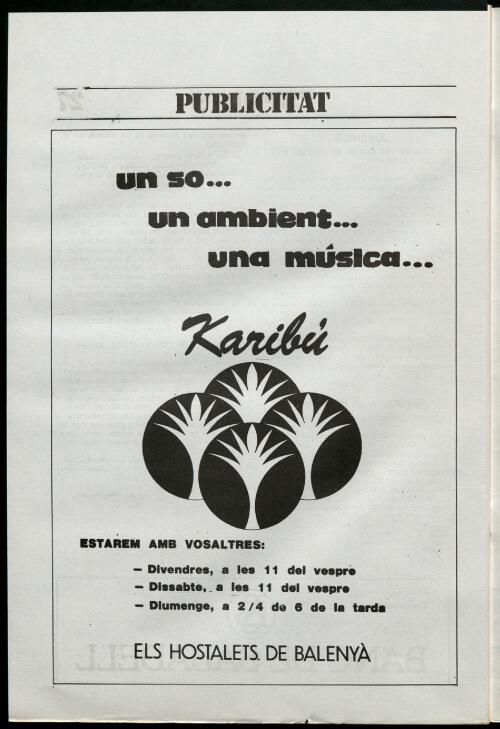 PUBLICITAT
un so...
un ambient...
una música...
Karibú
ESTAREM AMB VOSALTRES:
– Divendres, a les 11 del vespre
– Dissabte, a les 11 del vespre
– Diumenge, a 2/4 de 6 de la tarda
ELS HOSTALETS DE BALENYÀ